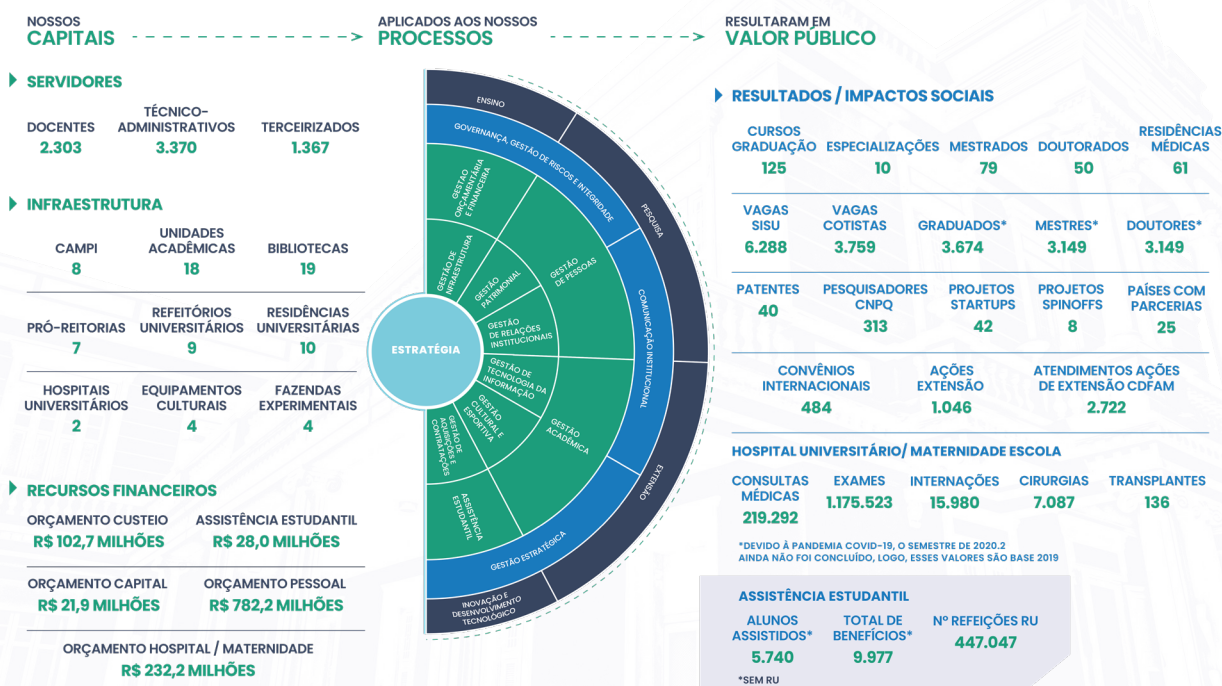 NOSSOS
CAPITAIS
APLICADOS AOS NOSSOS
PROCESSOS
RESULTARAM EM
VALOR PÚBLICO
SERVIDORES
DOCENTES
2.303
TÉCNICO-
ADMINISTRATIVOS
3.370
TERCEIRIZADOS
1.367
INFRAESTRUTURA
CAMPI
8
UNIDADES
ACADÊMICAS
18
BIBLIOTECAS
19
PRÓ-REITORIAS
7
REFEITÓRIOS
UNIVERSITÁRIOS
9
RESIDÊNCIAS
UNIVERSITÁRIAS
10
HOSPITAIS
UNIVERSITÁRIOS
2
EQUIPAMENTOS
CULTURAIS
4
FAZENDAS
EXPERIMENTAIS
4
RECURSOS FINANCEIROS
ORÇAMENTO CUSTEIO
R$ 102,7 MILHÕES
ASSISTÊNCIA ESTUDANTIL
R$ 28,0 MILHÕES
ORÇAMENTO CAPITAL
R$ 21,9 MILHÕES
ORÇAMENTO PESSOAL
R$ 782,2 MILHÕES
ORÇAMENTO HOSPITAL / MATERNIDADE
R$ 232,2 MILHÕES
ESTRATÉGIA
ENSINO
PESQUISA
EXTENSÃO
INOVAÇÃO E
DESENVOLVIMENTO
TECNOLÓGICO
GOVERNANÇA, GESTÃO DE RISCOS E INTEGRIDADE
COMUNICAÇÃO INSTITUCIONAL
GESTÃO ESTRATÉGICA
GESTAO
ORÇAMENTÁRIA
E FINANCEIRA
GESTÃO
DE PESSOAS
GESTÃO
ACADÊMICA
ASSISTÊNCIA
ESTUDANTIL
GESTÃO DE
INFRAESTRUTURA
GESTÃO
PATRIMONIAL
GESTÃO
DE RELAÇÕES
INSTITUCIONAIS
GESTÃO DE
TECNOLOGIA DA
INFORMAÇÃO
GESTÃO
CULTURAL E
ESPORTIVA
GESTÃO DE
AQUISIÇÕES E
CONTRATAÇÕES
RESULTADOS / IMPACTOS SOCIAIS
CURSOS
GRADUAÇÃO
125
ESPECIALIZAÇÕES
10
MESTRADOS
79
DOUTORADOS
50
RESIDÊNCIAS
MÉDICAS
61
VAGAS
SISU
6.288
VAGAS
COTISTAS
3.759
GRADUADOS*
3.674
MESTRES*
3.149
DOUTORES*
3.149
PATENTES
40
PESQUISADORES
CNPQ
313
PROJETOS
STARTUPS
42
PROJETOS
SPINOFFS
8
PAÍSES COM
PARCERIAS
25
CONVÊNIOS
INTERNACIONAIS
484
AÇÕES
EXTENSÃO
1.046
ATENDIMENTOS AÇÕES
DE EXTENSÃO CDFAM
2.722
HOSPITAL UNIVERSITÁRIO/ MATERNIDADE ESCOLA
CONSULTAS
MÉDICAS
219.292
EXAMES
1.175.523
INTERNAÇÕES
15.980
CIRURGIAS
7.087
TRANSPLANTES
136
*DEVIDO À PANDEMIA COVID-19, O SEMESTRE DE 2020.2
AINDA NÃO FOI CONCLUÍDO, LOGO, ESSES VALORES SÃO BASE 2019
ASSISTÊNCIA ESTUDANTIL
ALUNOS
ASSISTIDOS*
5.740
TOTAL DE
BENEFÍCIOS*
9.977
Nº REFEIÇÕES RU
447.047
*SEM RU